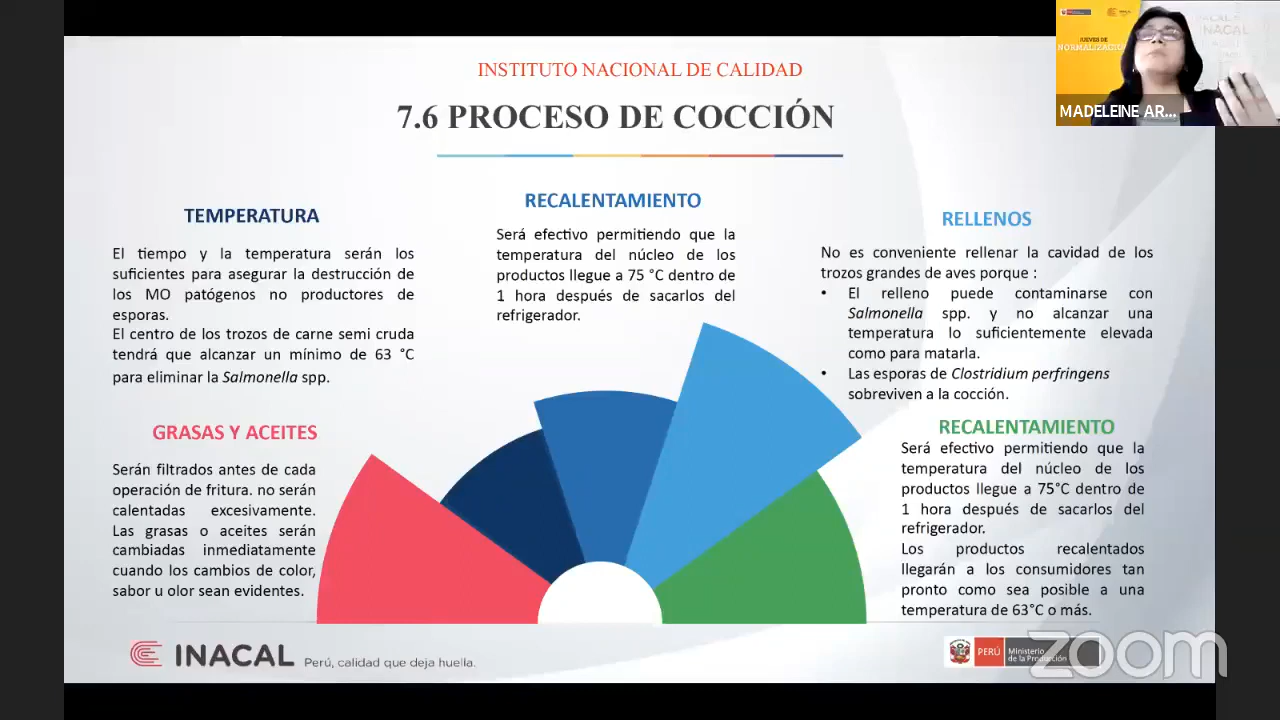 INSTITUTO NACIONAL DE CALIDAD
7.6 PROCESO DE COCCIÓN
JUEVES DE
NORMALIZACIÓ
INACAL
MADELEINE AR...
TEMPERATURA
El tiempo y la temperatura serán los
suficientes para asegurar la destrucción de
los MO patógenos no productores de
esporas.
El centro de los trozos de carne semi cruda
tendrá que alcanzar un mínimo de 63 °C
para eliminar la Salmonella spp.
RECALENTAMIENTO
Será efectivo permitiendo que la
temperatura del núcleo de los
productos llegue a 75 °C dentro de
1 hora después de sacarlos del
refrigerador.
RELLENOS
No es conveniente rellenar la cavidad de los
trozos grandes de aves porque :
• El relleno puede contaminarse con
Salmonella spp. y no alcanzar una
temperatura lo suficientemente elevada
como para matarla.
• Las esporas de Clostridium perfringens
sobreviven a la cocción.
GRASAS Y ACEITES
Serán filtrados antes de cada
operación de fritura. no serán
calentadas excesivamente.
Las grasas o aceites serán
cambiadas inmediatamente
cuando los cambios de color,
sabor u olor sean evidentes.
RECALENTAMIENTO
Será efectivo permitiendo que la
temperatura del núcleo de los
productos llegue a 75°C dentro de
1 hora después de sacarlos del
refrigerador.
Los productos recalentados
llegarán a los consumidores tan
pronto como sea posible a una
temperatura de 63°C o más.
INACAL Perú, calidad que deja huella.
PERÚ Ministerio
de la Producción
zoom